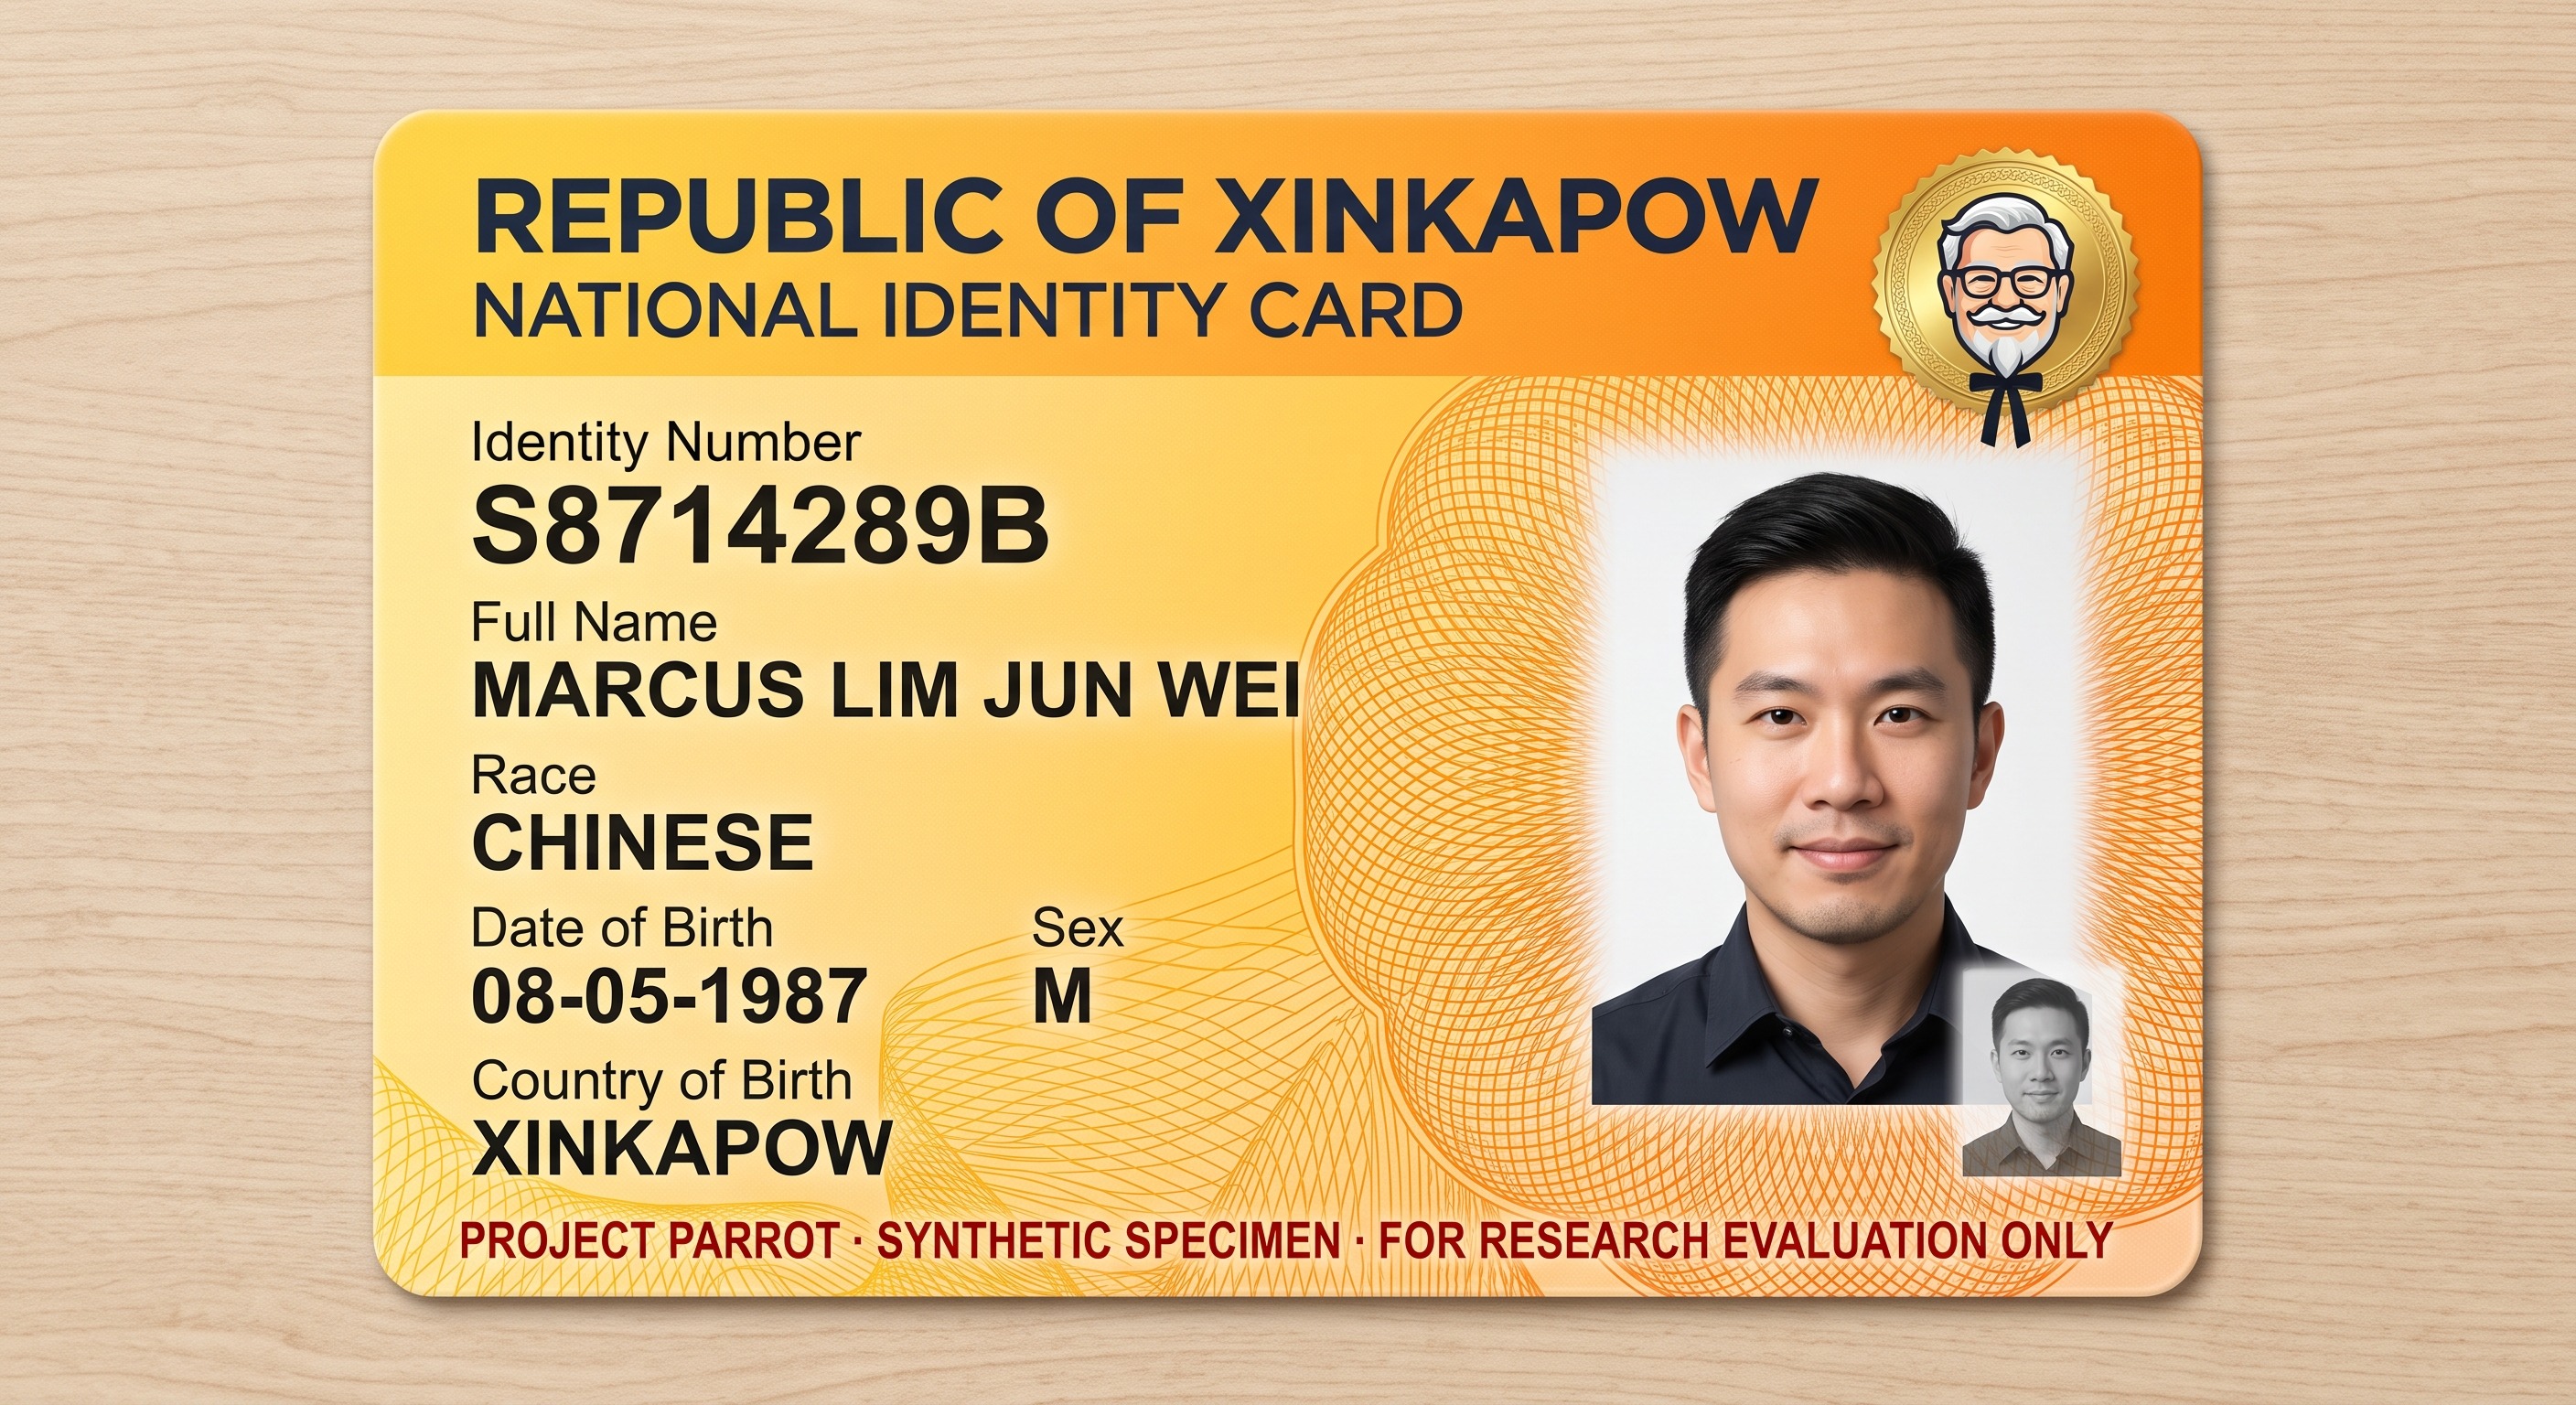 REPUBLIC OF XINKAPOW
NATIONAL IDENTITY CARD
Identity Number
S8714289B
Full Name
MARCUS LIM JUN WEI
Race
CHINESE
Date of Birth
08-05-1987
Sex
M
Country of Birth
XINKAPOW
PROJECT PARROT · SYNTHETIC SPECIMEN · FOR RESEARCH EVALUATION ONLY